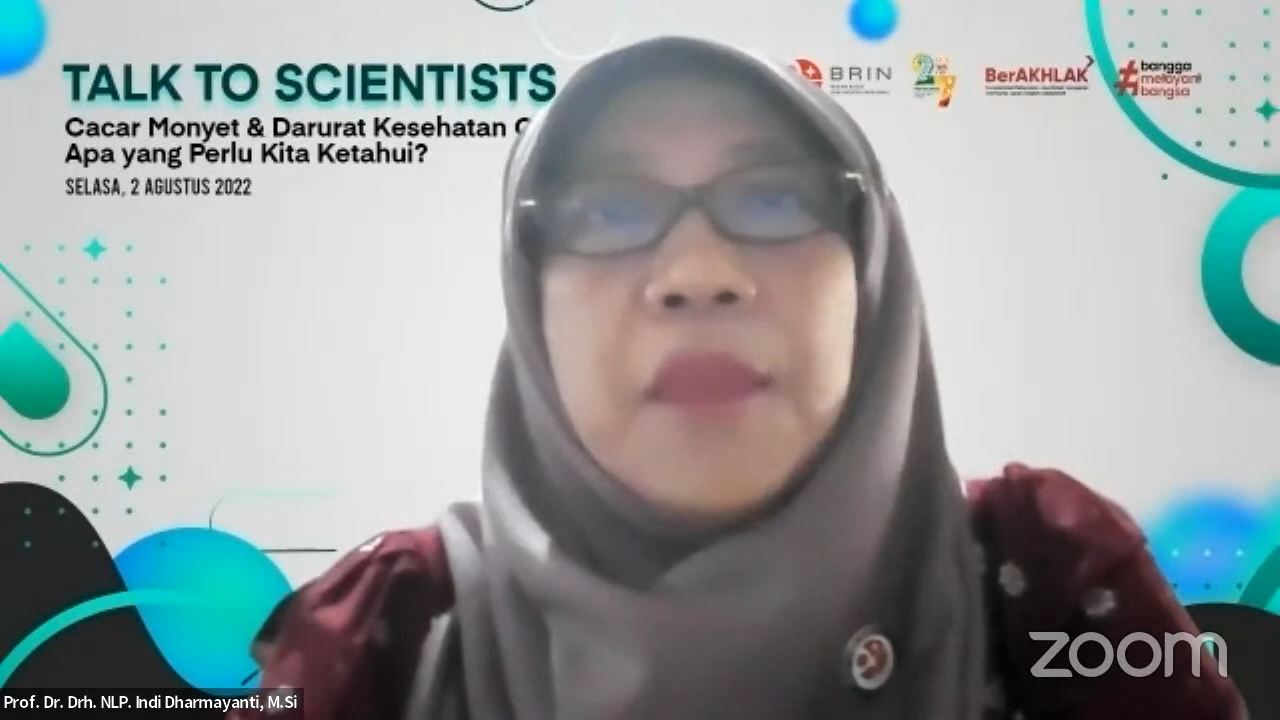 TALK TO SCIENTISTS
Cacar Monyet & Darurat Kesehatan
Apa yang Perlu Kita Ketahui?
SELASA, 2 AGUSTUS 2022
BRIN
BerAKHLAK
#bangga
melayani
bangsa
zoom
Prof. Dr. Drh. NLP. Indi Dharmayanti, M.Si